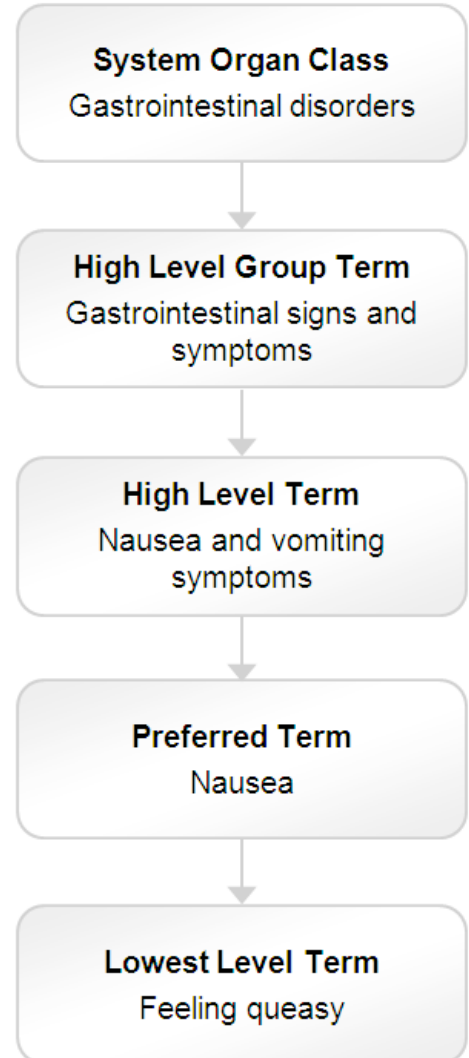 System Organ Class
Gastrointestinal disorders
High Level Group Term
Gastrointestinal signs and
symptoms
High Level Term
Nausea and vomiting
symptoms
Preferred Term
Nausea
Lowest Level Term
Feeling queasy